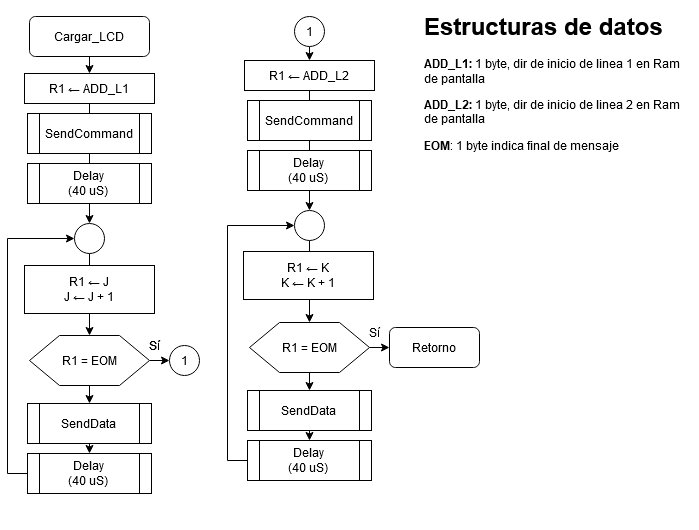 Cargar_LCD
R1 ← ADD_L1
SendCommand
Delay
(40 uS)
R1 ← J
J ← J + 1
R1 = EOM
Sí
1
SendData
Delay
(40 uS)
1
R1 ← ADD_L2
SendCommand
Delay
(40 uS)
R1 ← K
K ← K + 1
R1 = EOM
Sí
Retorno
SendData
Delay
(40 uS)
Estructuras de datos
ADD_L1: 1 byte, dir de inicio de linea 1 en Ram
de pantalla
ADD_L2: 1 byte, dir de inicio de linea 2 en Ram
de pantalla
EOM: 1 byte indica final de mensaje